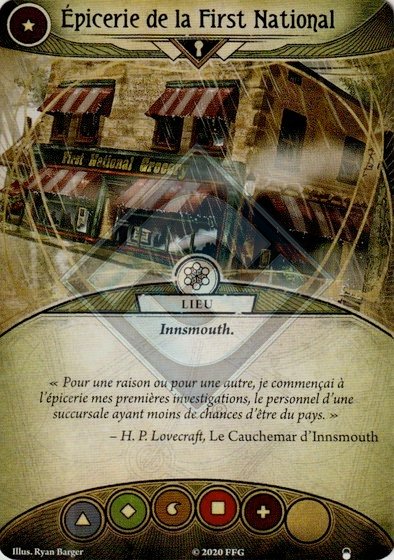 Épicerie de la First National
First National Grocery
LIEU
Innsmouth.
« Pour une raison ou pour une autre, je commençai à
l'épicerie mes premières investigations, le personnel d'une
succursale ayant moins de chances d'être du pays. »
– H. P. Lovecraft, Le Cauchemar d'Innsmouth
Illus. Ryan Barger
© 2020 FFG